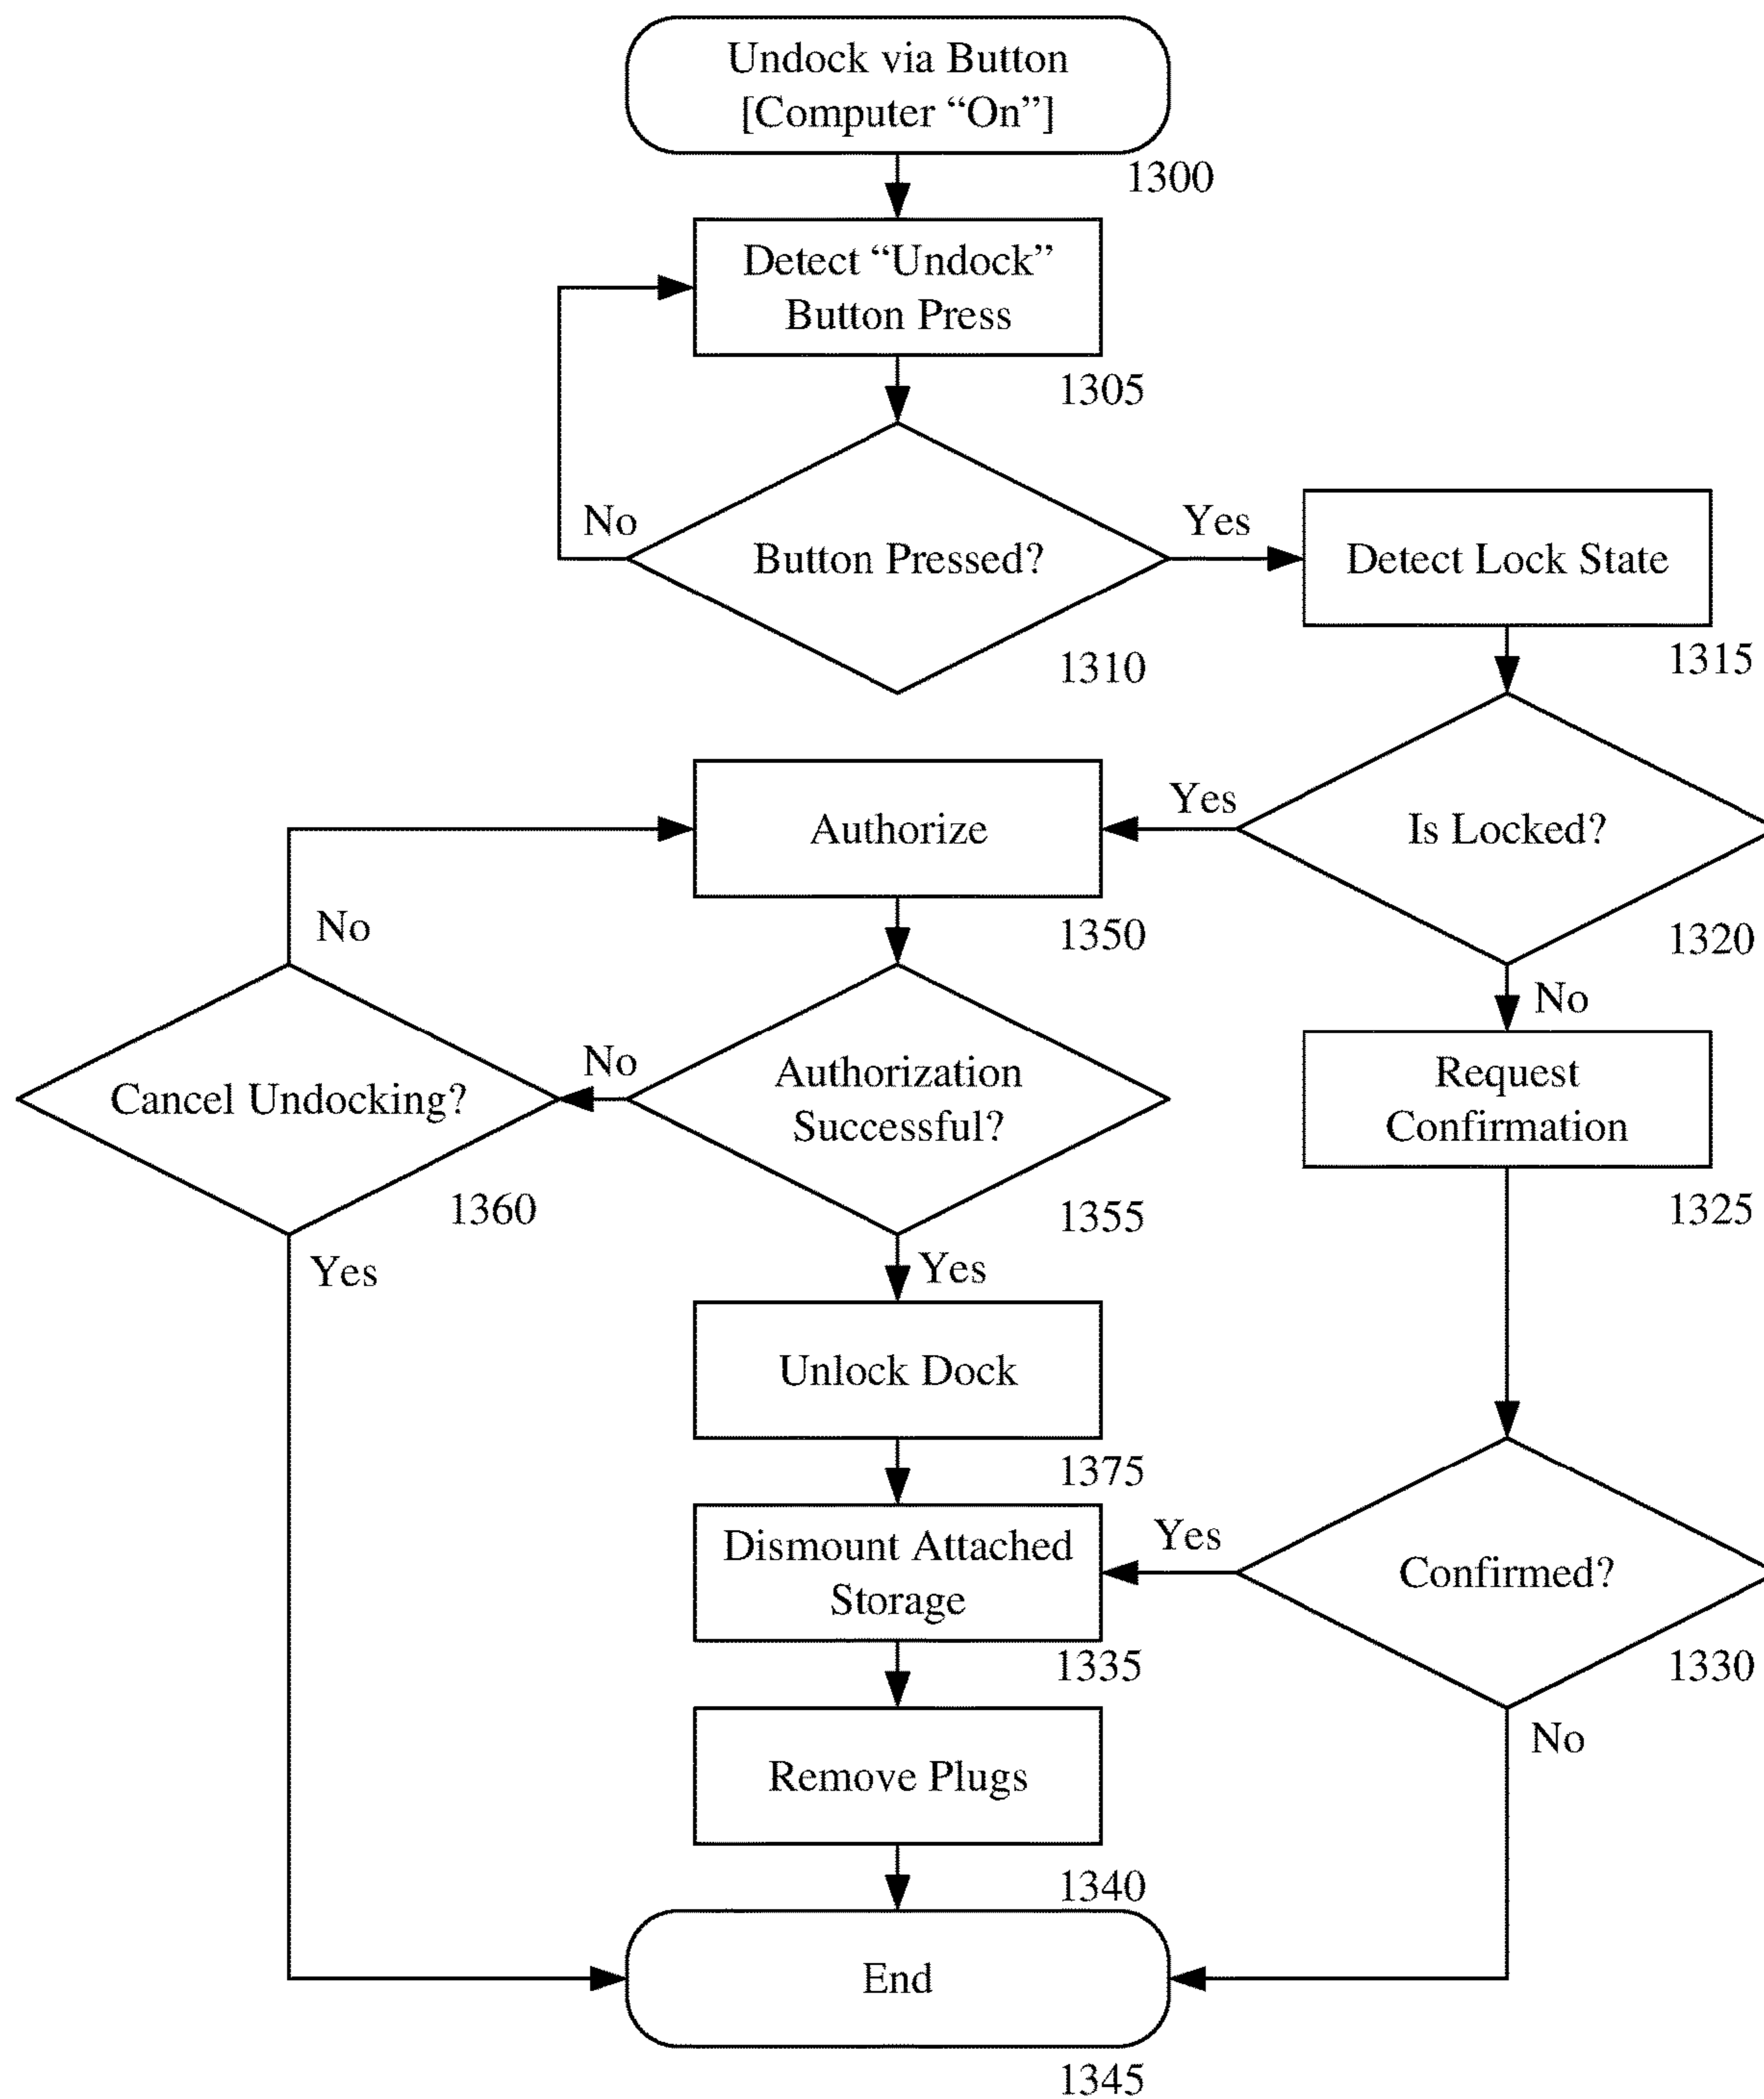 Undock via Button
[Computer “On”]
1300
Detect “Undock”
Button Press
1305
No
Button Pressed?
Yes
1310
Detect Lock State
1315
Authorize
Yes
Is Locked?
1350
1320
No
No
Cancel Undocking?
No
Authorization
Successful?
Request
Confirmation
1360
1355
1325
Yes
Yes
Unlock Dock
1375
Dismount Attached
Storage
Yes
Confirmed?
1335
1330
No
Remove Plugs
1340
End
1345